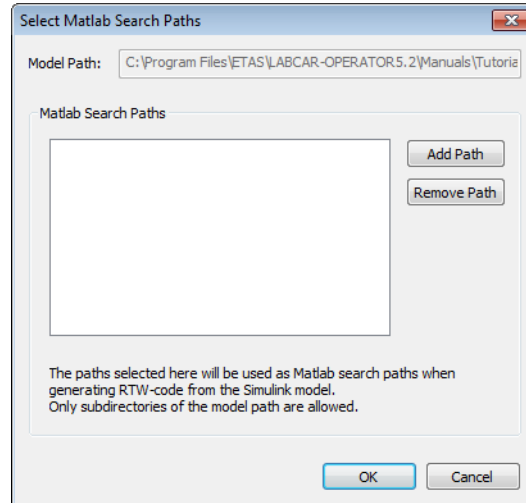 Select Matlab Search Paths
Model Path: C:\Program Files\ETAS\LABCAR-OPERATOR5.2\Manuals\Tutoria
Matlab Search Paths
Add Path
Remove Path
The paths selected here will be used as Matlab search paths when
generating RTW-code from the Simulink model.
Only subdirectories of the model path are allowed.
OK Cancel